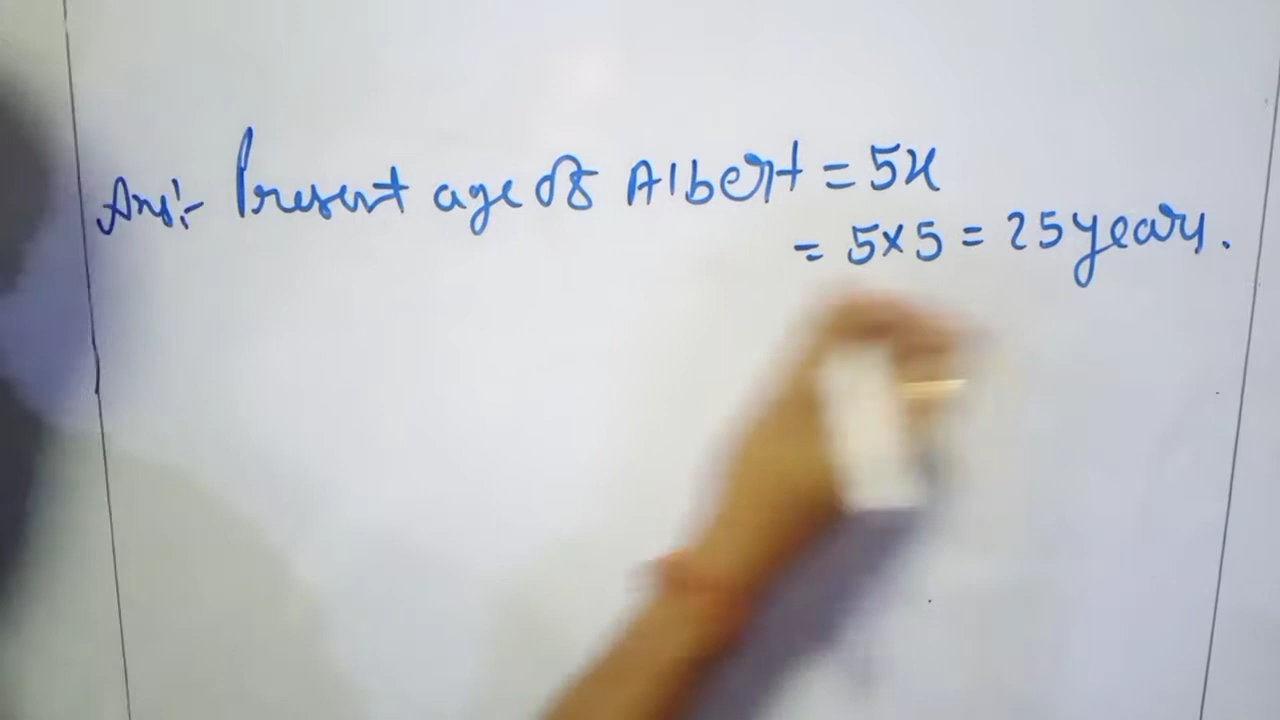 Ans:- Present age of Albert = 5x
= 5×5 = 25 years.